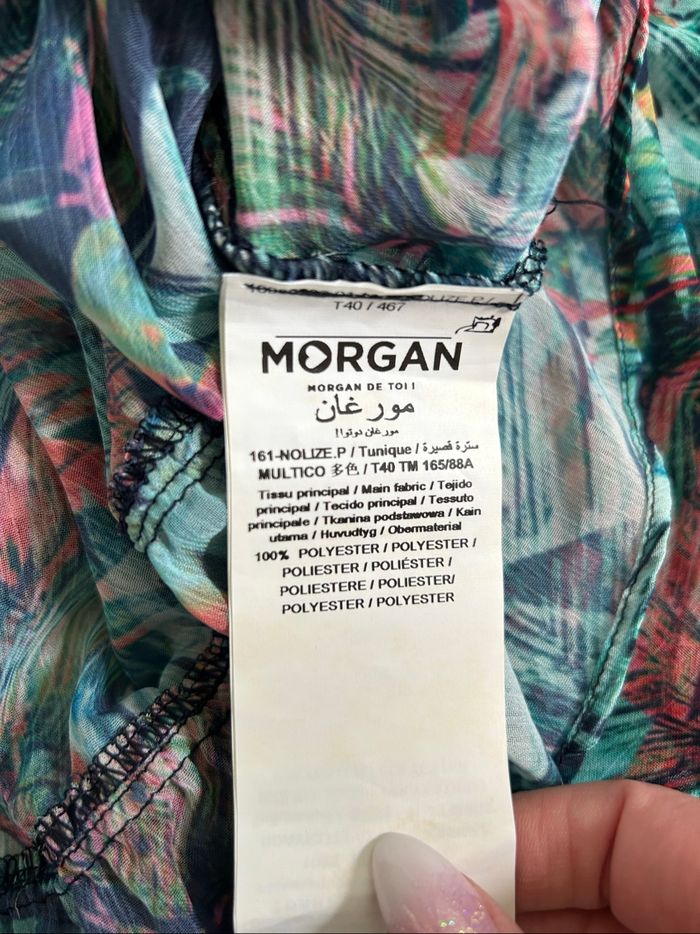 T40 / 467
MORGAN
MORGAN DE TOI !
مورغان
مورغان دوتوا!
161-NOLIZE.P / Tunique / سترة قصيرة
MULTICO 多色 / T40 TM 165/88A
Tissu principal / Main fabric / Tejido
principal / Tecido principal / Tessuto
principale / Tkanina podstawowa / Kain
utama / Huvudtyg / Obermaterial
100% POLYESTER / POLYESTER /
POLIESTER / POLIÉSTER /
POLIESTERE / POLIESTER/
POLYESTER / POLYESTER